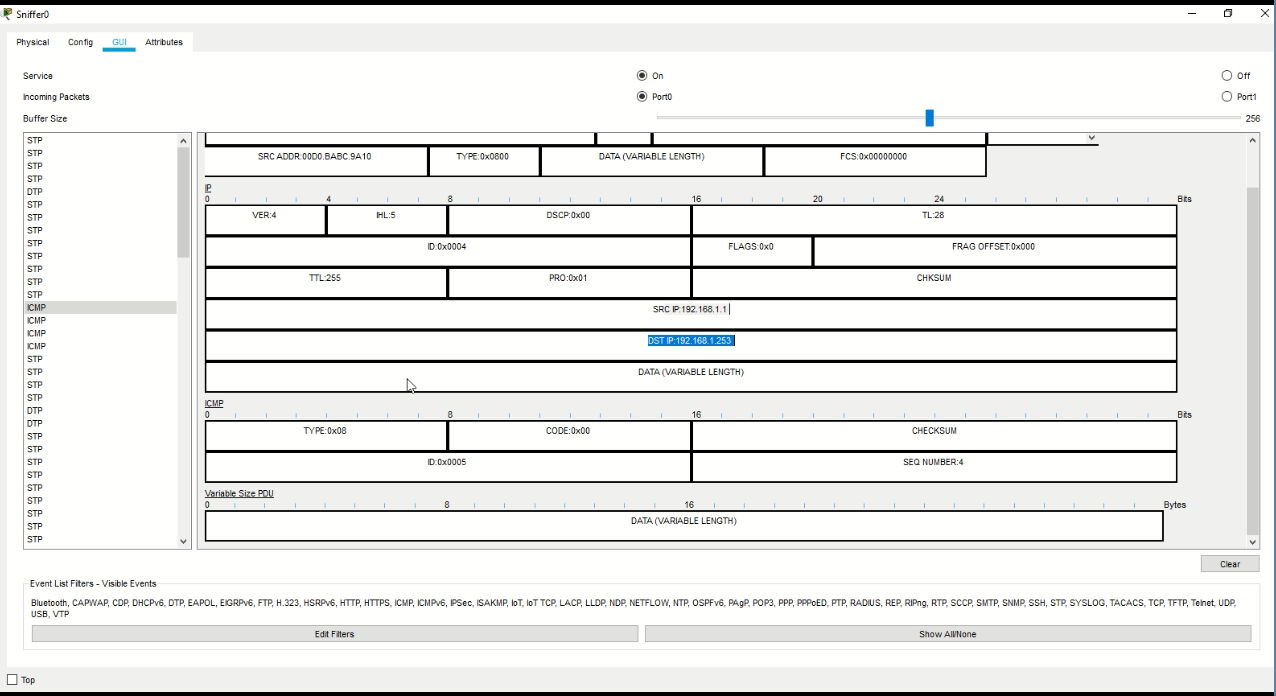 Sniffer0
Physical Config GUI Attributes
Service On Off
Incoming Packets Port0 Port1
Buffer Size 256
STP
STP
STP
STP
DTP
STP
STP
STP
STP
STP
STP
STP
STP
ICMP
ICMP
ICMP
ICMP
STP
STP
STP
STP
DTP
DTP
STP
STP
STP
STP
STP
STP
STP
STP
STP
SRC ADDR:00D0.BABC.9A10 TYPE:0x0800 DATA (VARIABLE LENGTH) FCS:0x00000000
IP
0 4 8 16 20 24 Bits
VER:4 IHL:5 DSCP:0x00 TL:28
ID:0x0004 FLAGS:0x0 FRAG OFFSET:0x000
TTL:255 PRO:0x01 CHKSUM
SRC IP:192.168.1.1
DST IP:192.168.1.253
DATA (VARIABLE LENGTH)
ICMP
0 8 16 Bits
TYPE:0x08 CODE:0x00 CHECKSUM
ID:0x0005 SEQ NUMBER:4
Variable Size PDU
0 8 16 Bytes
DATA (VARIABLE LENGTH)
Clear
Event List Filters - Visible Events
Bluetooth, CAPWAP, CDP, DHCPv6, DTP, EAPOL, EIGRPv6, FTP, H.323, HSRPv6, HTTP, HTTPS, ICMP, ICMPv6, IPSec, ISAKMP, IoT, IoT TCP, LACP, LLDP, NDP, NETFLOW, NTP, OSPFv6, PAgP, POP3, PPP, PPPoED, PTP, RADIUS, REP, RIPng, RTP, SCCP, SMTP, SNMP, SSH, STP, SYSLOG, TACACS, TCP, TFTP, Telnet, UDP,
USB, VTP
Edit Filters Show All/None
Top